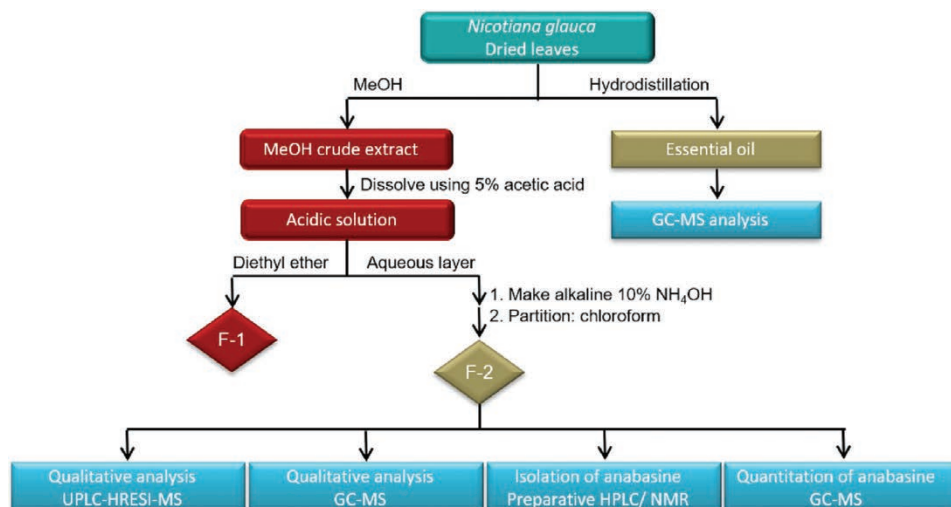 Nicotiana glauca
Dried leaves
MeOH
Hydrodistillation
MeOH crude extract
Essential oil
Dissolve using 5% acetic acid
Acidic solution
GC-MS analysis
Diethyl ether
Aqueous layer
1. Make alkaline 10% NH₄OH
2. Partition: chloroform
F-1
F-2
Qualitative analysis
UPLC-HRESI-MS
Qualitative analysis
GC-MS
Isolation of anabasine
Preparative HPLC/ NMR
Quantitation of anabasine
GC-MS